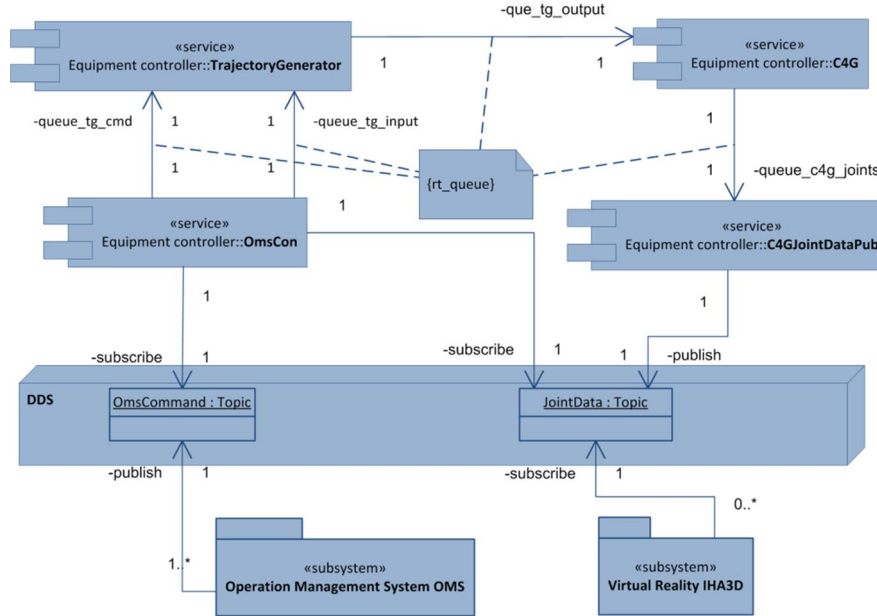 -que_tg_output
«service»
Equipment controller::TrajectoryGenerator
1
1
«service»
Equipment controller::C4G
-queue_tg_cmd
1
1
-queue_tg_input
1
1
1
{rt_queue}
1
1
-queue_c4g_joints
«service»
Equipment controller::OmsCon
1
«service»
Equipment controller::C4GJointDataPub
1
1
-subscribe
1
-subscribe
1
1
-publish
DDS
OmsCommand : Topic
JointData : Topic
-publish
1
-subscribe
1
0..*
1..*
«subsystem»
Operation Management System OMS
«subsystem»
Virtual Reality IHA3D